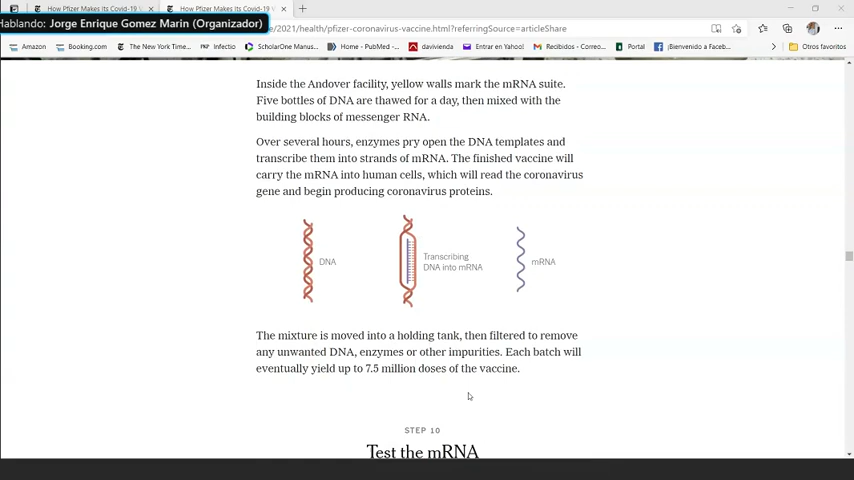 How Pfizer Makes Its Covid-19 V
How Pfizer Makes Its Covid-19 V
Hablando: Jorge Enrique Gomez Marin (Organizador)
/2021/health/pfizer-coronavirus-vaccine.html?referringSource=articleShare
Amazon
Booking.com
The New York Time...
Infectio
ScholarOne Manus...
Home - PubMed -...
davivienda
Entrar en Yahoo!
Recibidos - Correo...
Portal
¡Bienvenido a Faceb...
Otros favoritos
Inside the Andover facility, yellow walls mark the mRNA suite.
Five bottles of DNA are thawed for a day, then mixed with the
building blocks of messenger RNA.
Over several hours, enzymes pry open the DNA templates and
transcribe them into strands of mRNA. The finished vaccine will
carry the mRNA into human cells, which will read the coronavirus
gene and begin producing coronavirus proteins.
DNA
Transcribing
DNA into mRNA
mRNA
The mixture is moved into a holding tank, then filtered to remove
any unwanted DNA, enzymes or other impurities. Each batch will
eventually yield up to 7.5 million doses of the vaccine.
STEP 10
Test the mRNA